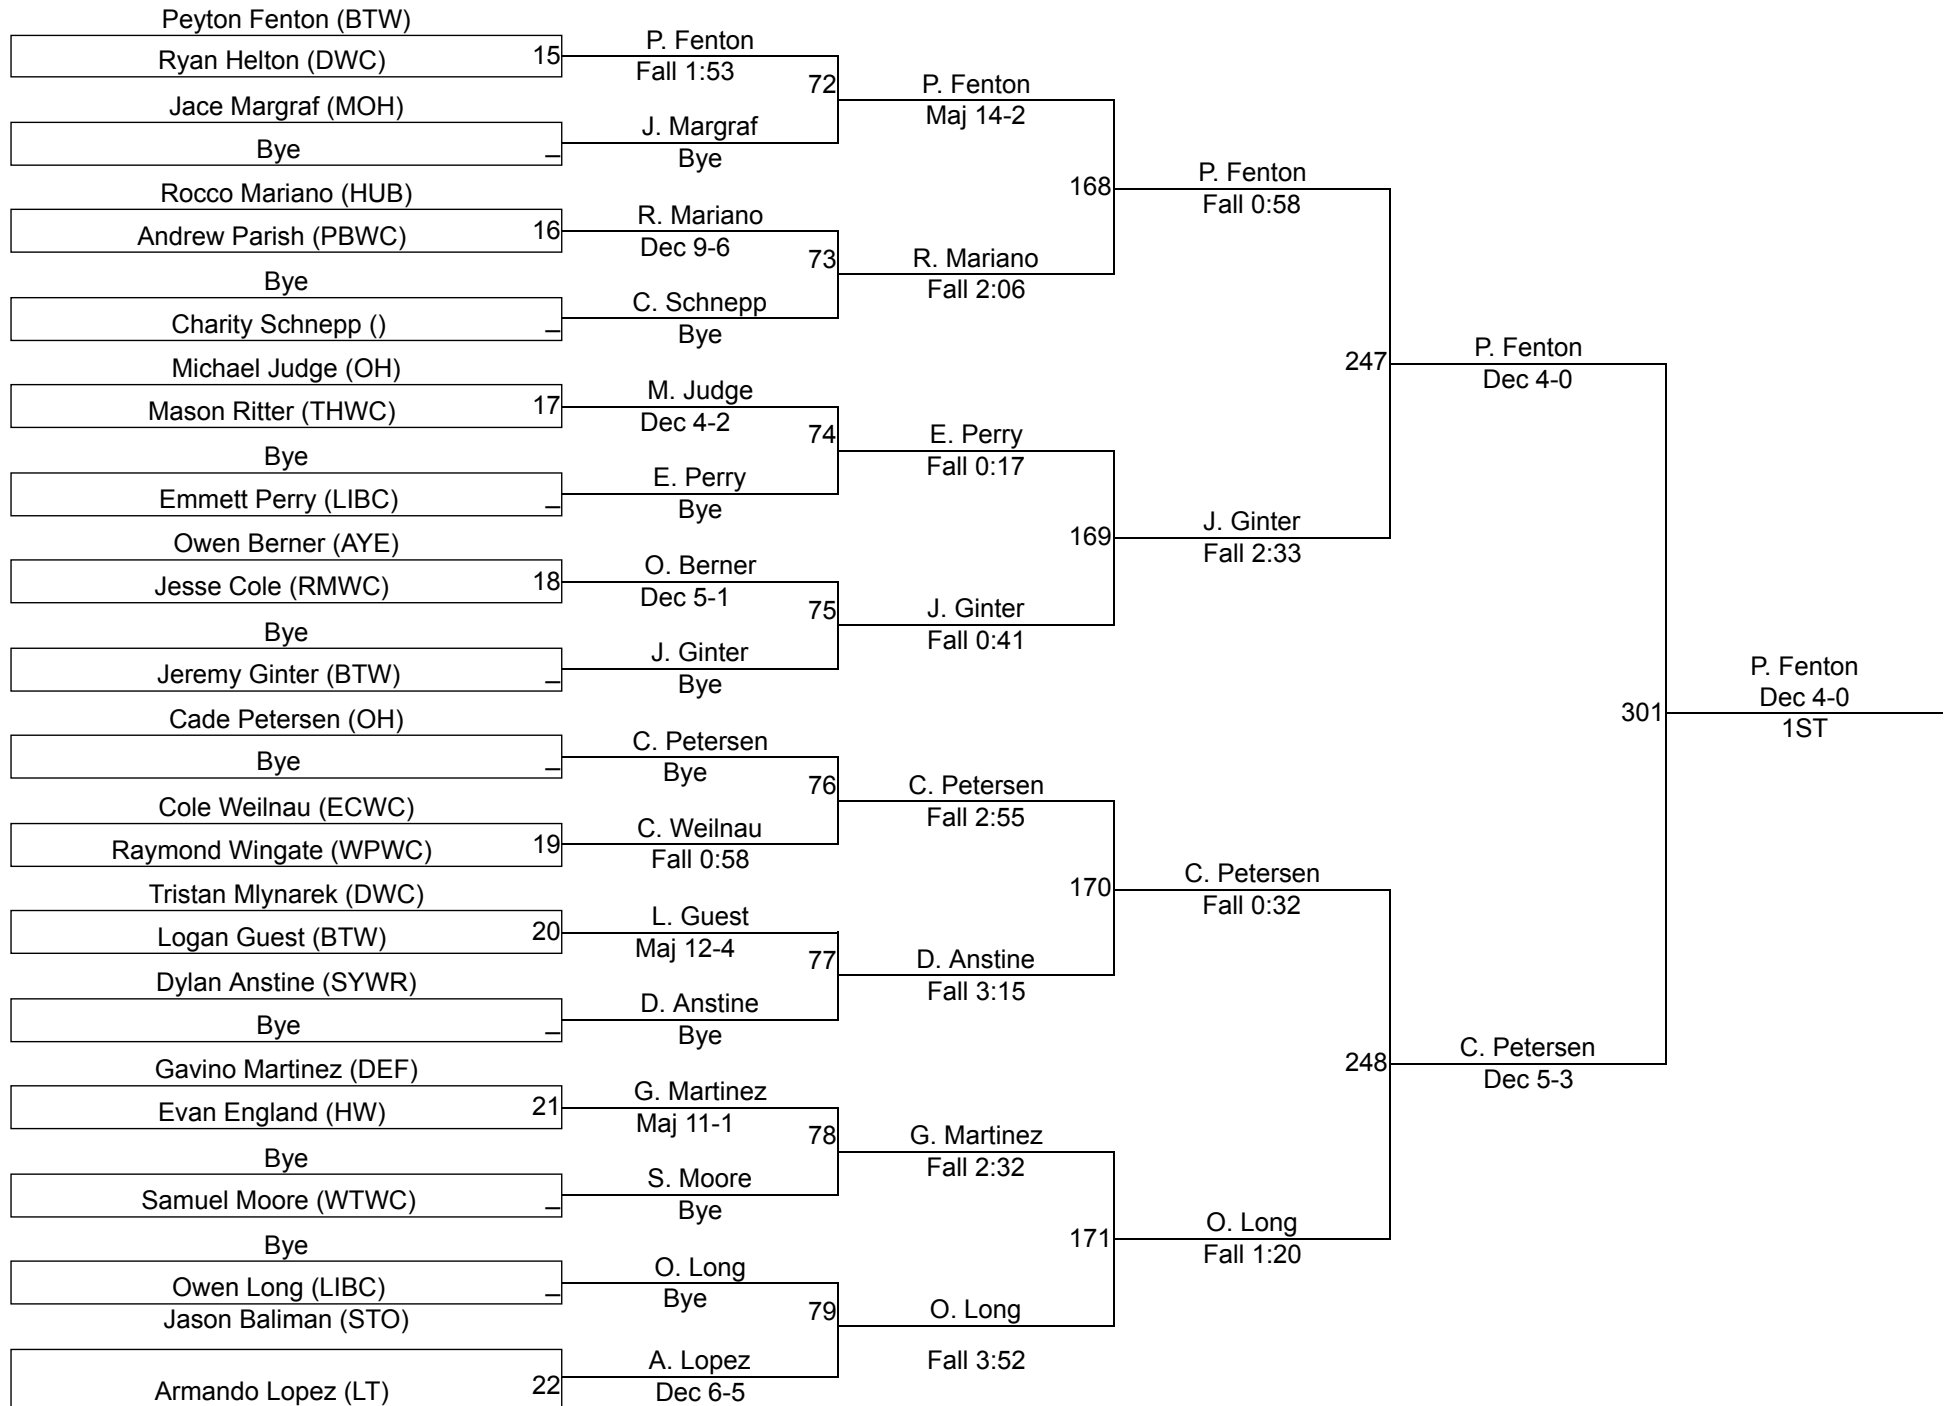 Peyton Fenton (BTW)
Ryan Helton (DWC) 15
Jace Margraf (MOH)
Bye _
Rocco Mariano (HUB)
Andrew Parish (PBWC) 16
Bye
Charity Schnepp () _
Michael Judge (OH)
Mason Ritter (THWC) 17
Bye
Emmett Perry (LIBC) _
Owen Berner (AYE)
Jesse Cole (RMWC) 18
Bye
Jeremy Ginter (BTW) _
Cade Petersen (OH)
Bye _
Cole Weilnau (ECWC)
Raymond Wingate (WPWC) 19
Tristan Mlynarek (DWC)
Logan Guest (BTW) 20
Dylan Anstine (SYWR)
Bye _
Gavino Martinez (DEF)
Evan England (HW) 21
Bye
Samuel Moore (WTWC) _
Bye
Owen Long (LIBC) _
Jason Baliman (STO)
Armando Lopez (LT) 22
P. Fenton
Fall 1:53
72
J. Margraf
Bye
R. Mariano
Dec 9-6
73
C. Schnepp
Bye
M. Judge
Dec 4-2
74
E. Perry
Bye
O. Berner
Dec 5-1
75
J. Ginter
Bye
C. Petersen
Bye
76
C. Weilnau
Fall 0:58
L. Guest
Maj 12-4
77
D. Anstine
Bye
G. Martinez
Maj 11-1
78
S. Moore
Bye
O. Long
Bye
79
A. Lopez
Dec 6-5
P. Fenton
Maj 14-2
168
R. Mariano
Fall 2:06
E. Perry
Fall 0:17
169
J. Ginter
Fall 0:41
C. Petersen
Fall 2:55
170
D. Anstine
Fall 3:15
G. Martinez
Fall 2:32
171
O. Long
Fall 3:52
P. Fenton
Fall 0:58
247
J. Ginter
Fall 2:33
C. Petersen
Fall 0:32
248
O. Long
Fall 1:20
P. Fenton
Dec 4-0
301
C. Petersen
Dec 5-3
P. Fenton
Dec 4-0
1ST